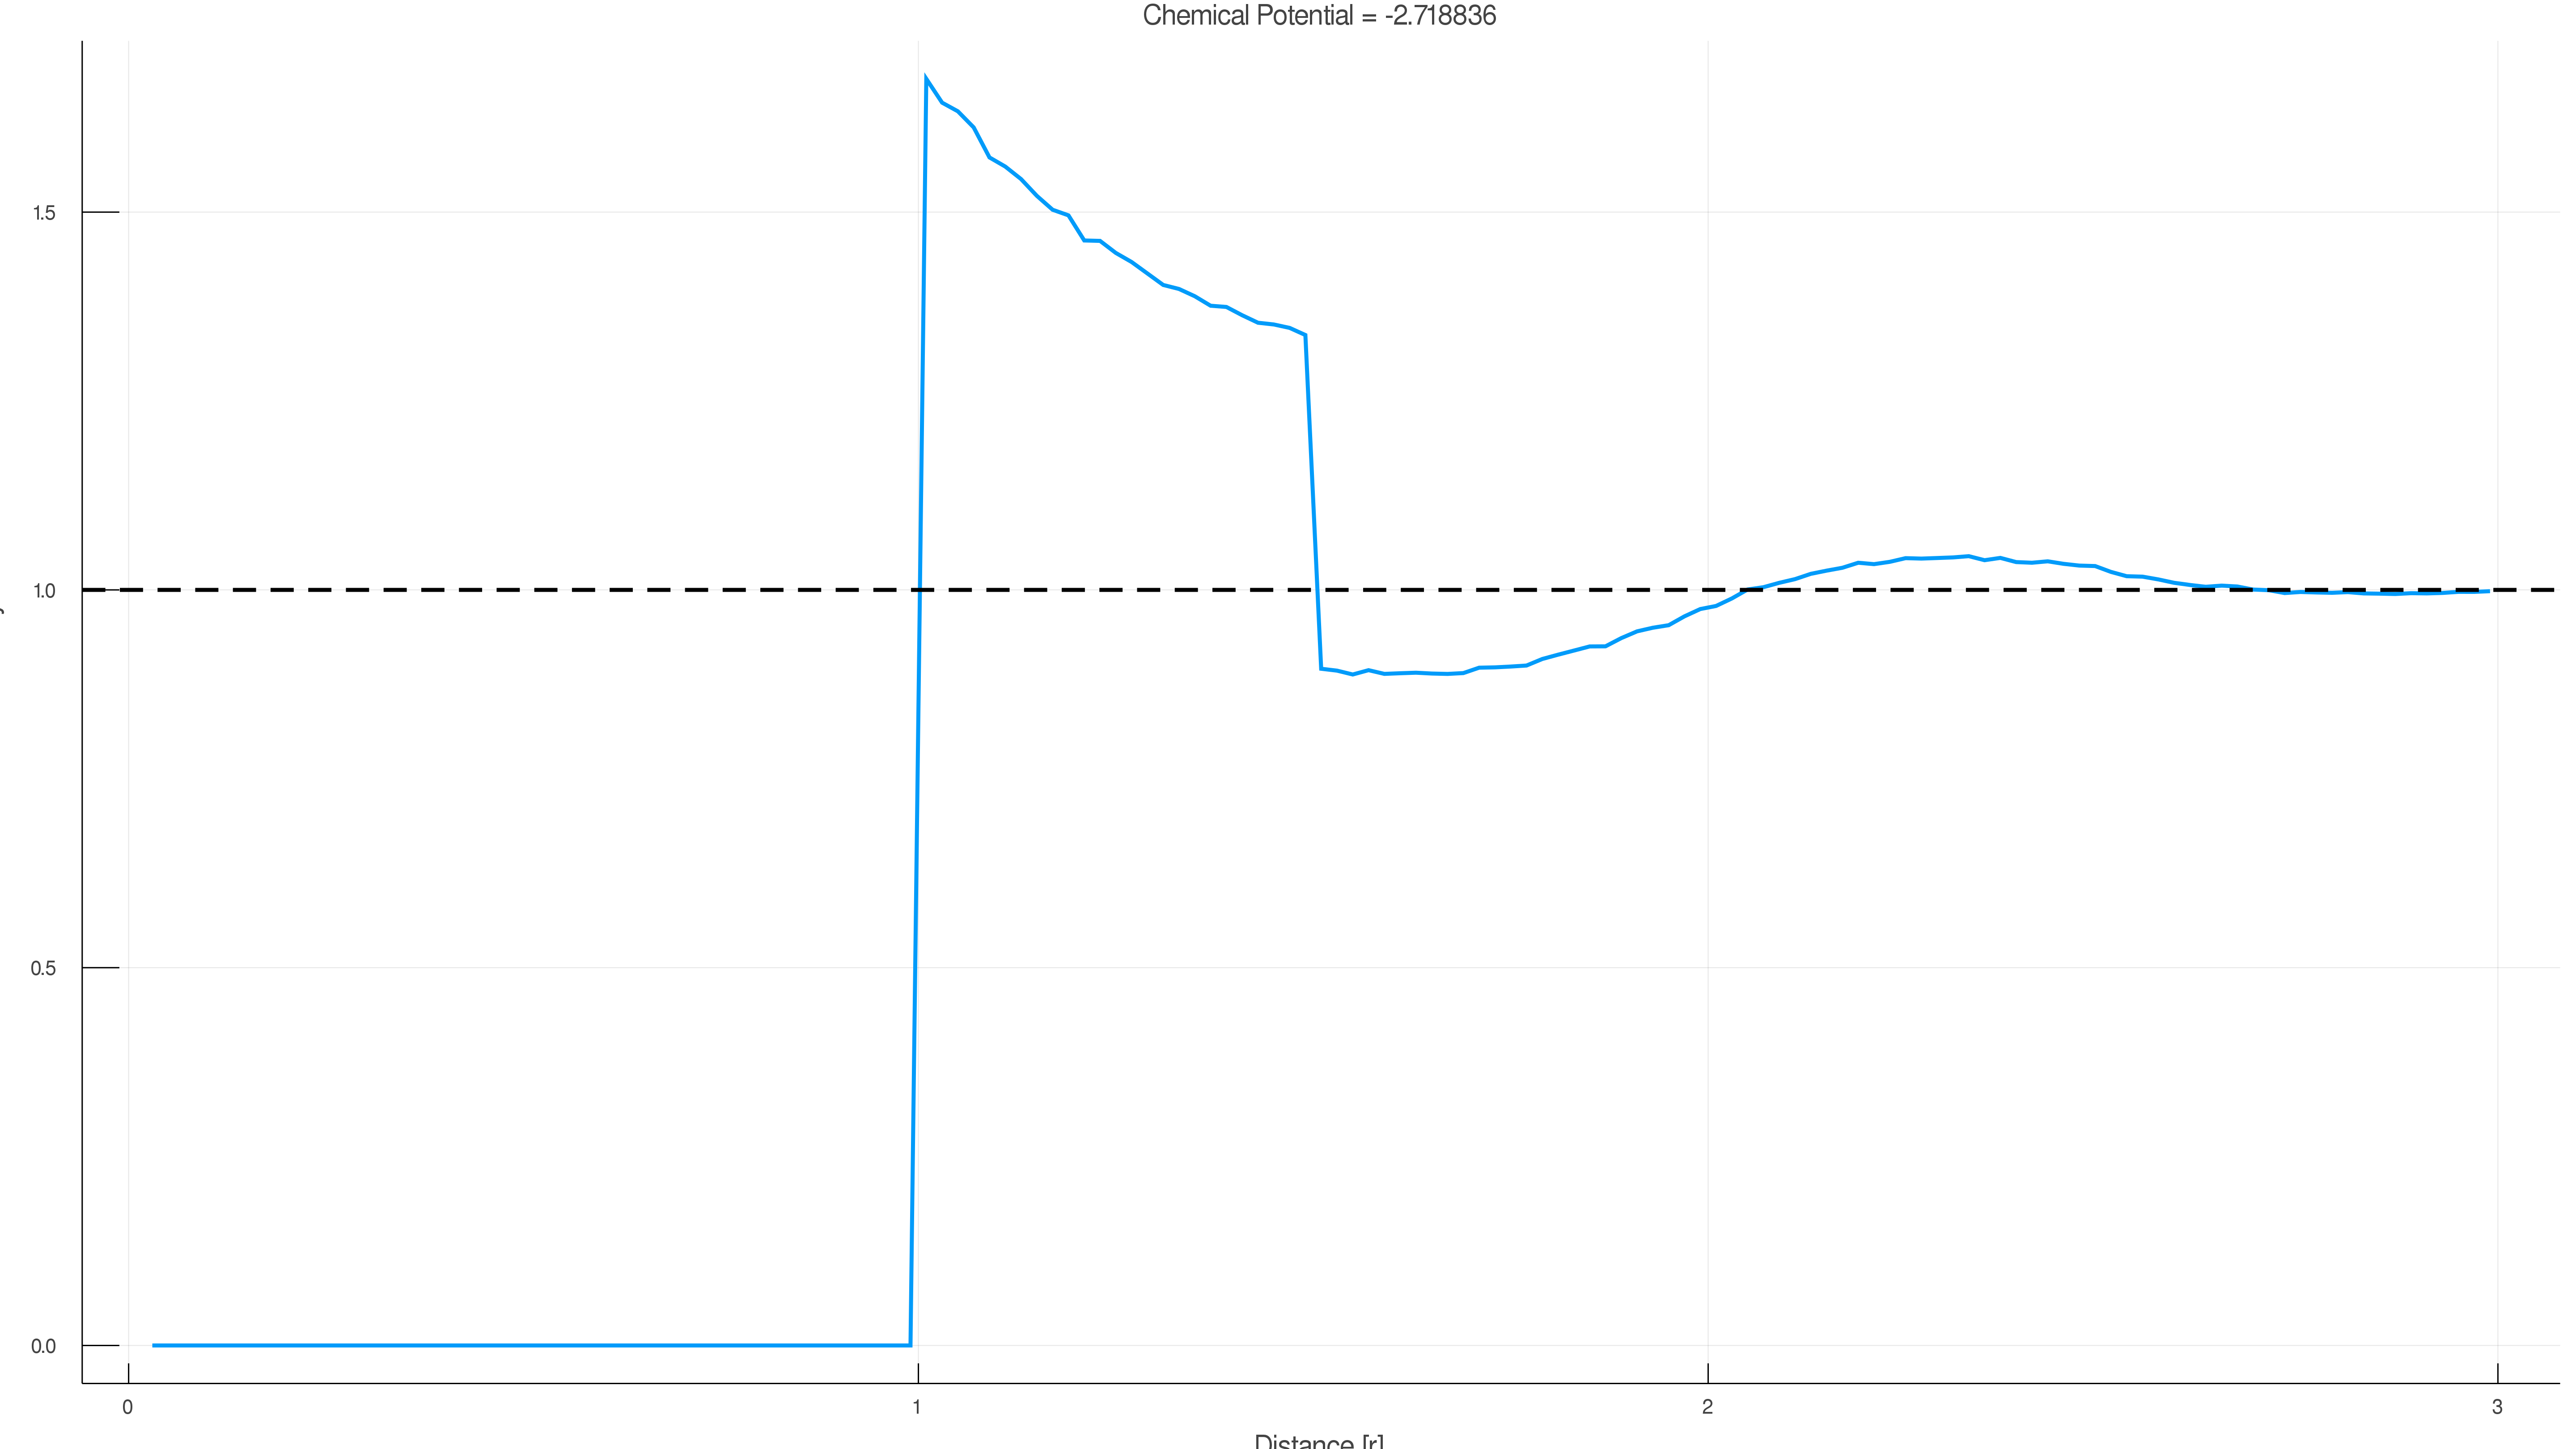 Chemical Potential = -2.718836
1.5
1.0
0.5
0.0
0 1 2 3
Distance [r]